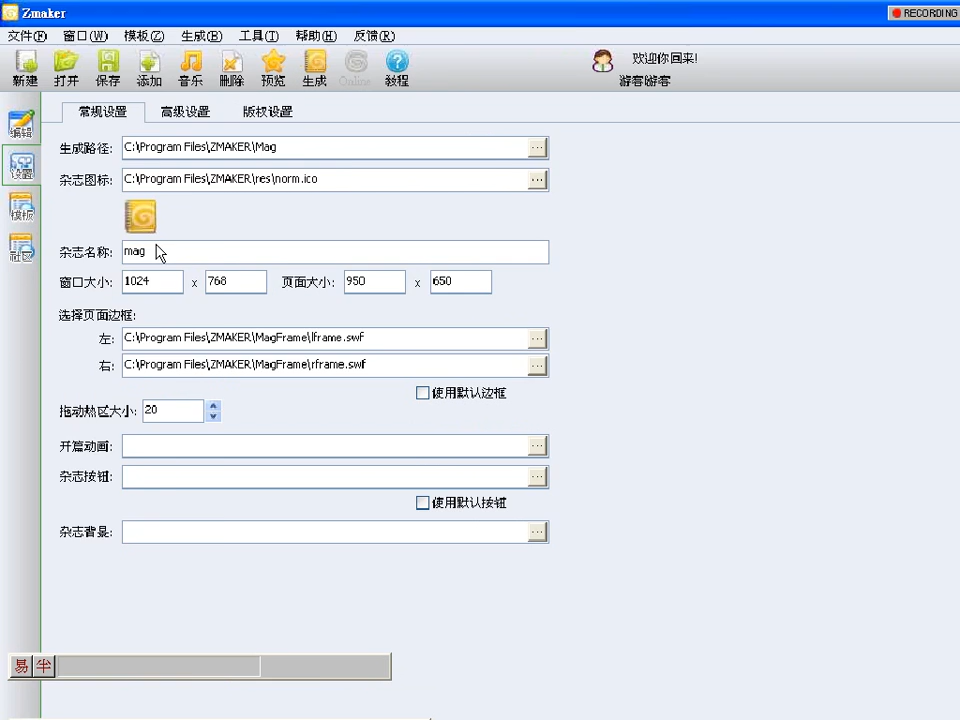 Zmaker
RECORDING
文件(F) 窗口(W) 模板(Z) 生成(B) 工具(T) 帮助(H) 反馈(R)
新建 打开 保存 添加 音乐 删除 预览 生成 Online 教程
欢迎你回来!
游客&游客
编辑
设置
模板
社区
常规设置 高级设置 版权设置
生成路径: C:\Program Files\ZMAKER\Mag ...
杂志图标: C:\Program Files\ZMAKER\res\norm.ico ...
杂志名称: mag
窗口大小: 1024 x 768 页面大小: 950 x 650
选择页面边框:
左: C:\Program Files\ZMAKER\MagFrame\lframe.swf ...
右: C:\Program Files\ZMAKER\MagFrame\rframe.swf ...
使用默认边框
拖动热区大小: 20
开篇动画: ...
杂志按钮: ...
使用默认按钮
杂志背景: ...
易 半